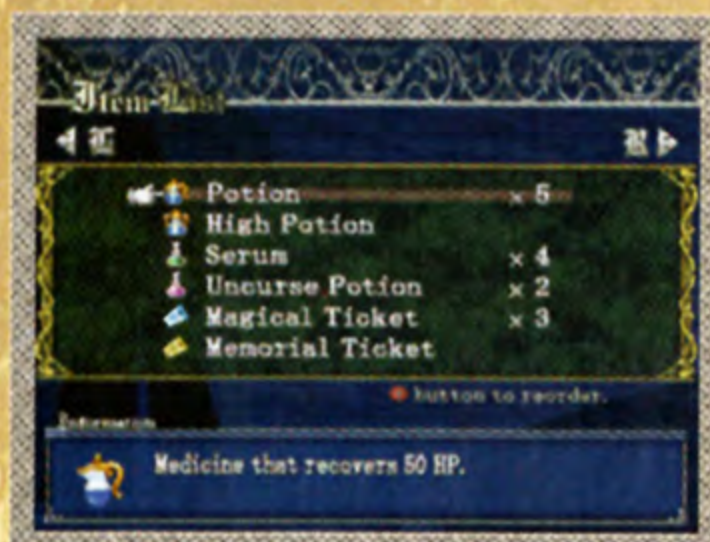 Item List
L R
Potion × 5
High Potion
Serum × 4
Uncurse Potion × 2
Magical Ticket × 3
Memorial Ticket
button to reorder.
Information
Medicine that recovers 50 HP.